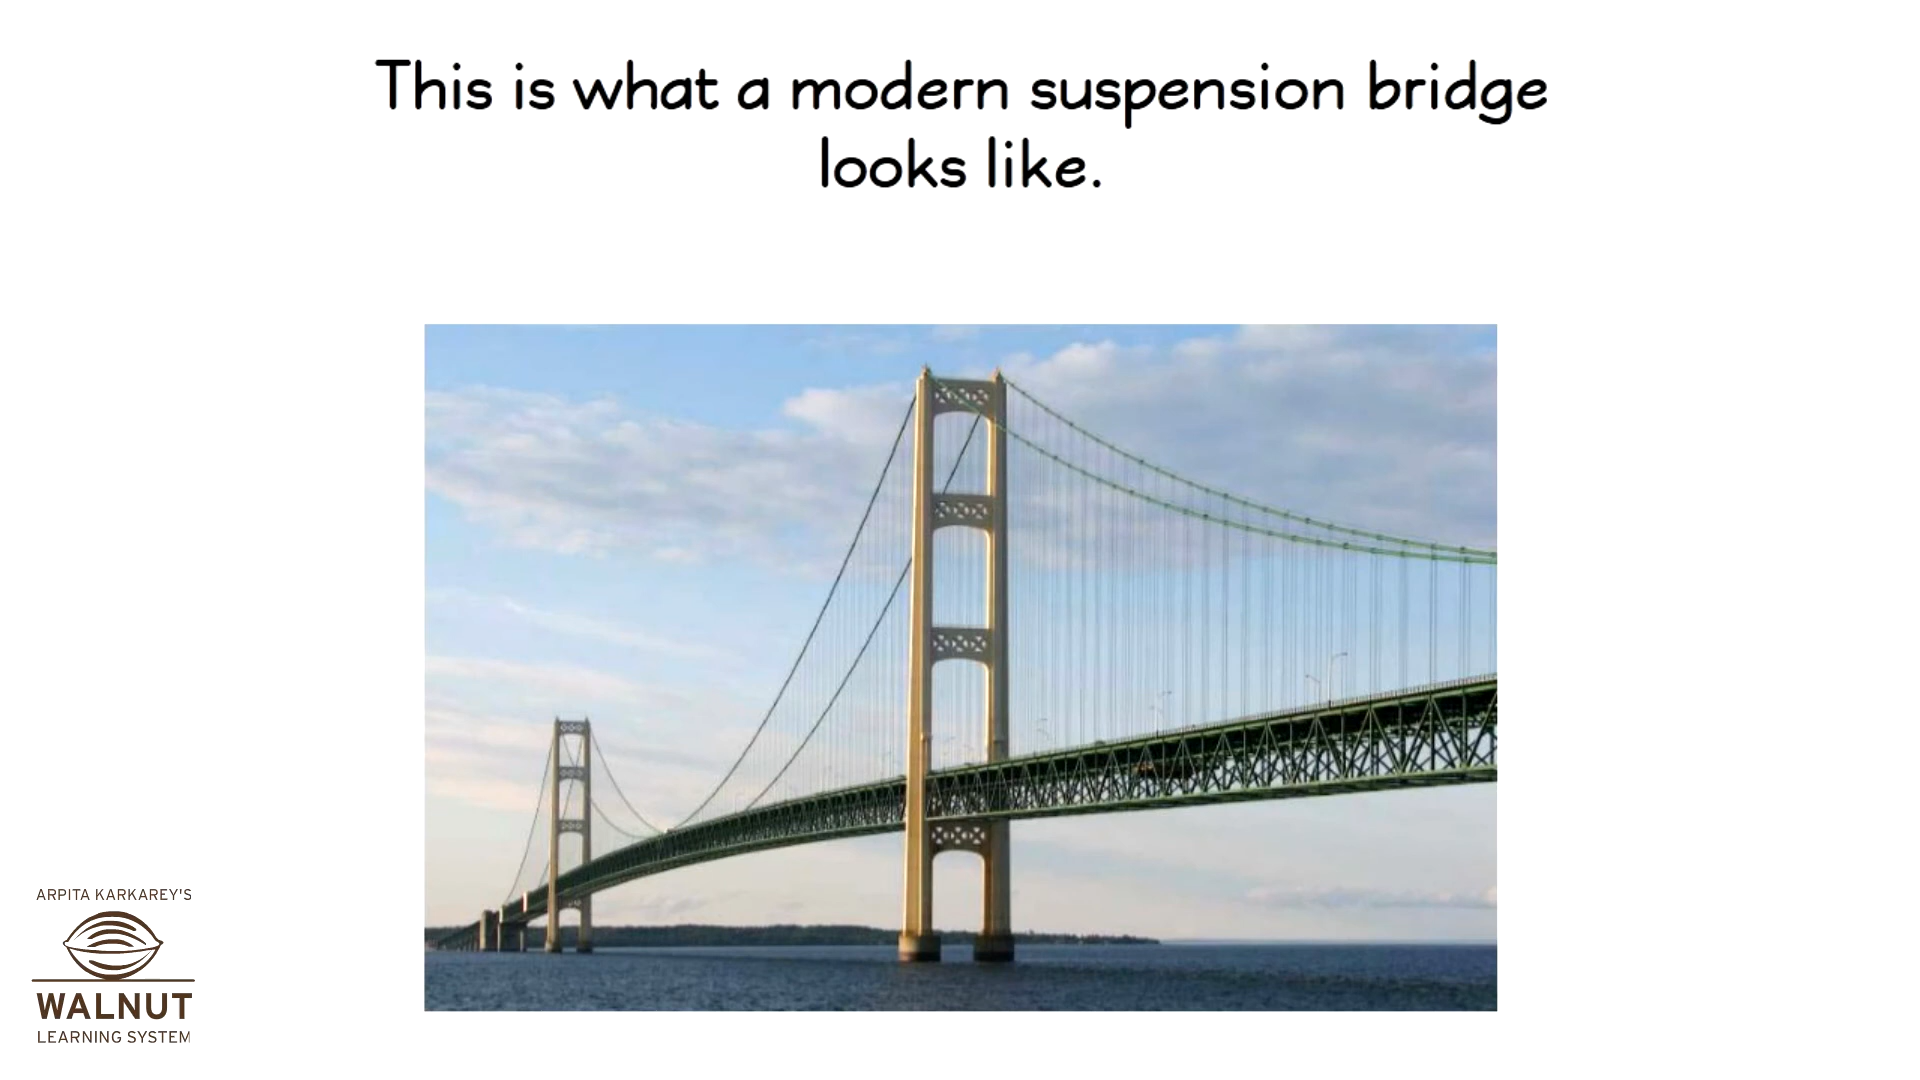 This is what a modern suspension bridge
looks like.
ARPITA KARKAREY'S
WALNUT
LEARNING SYSTEM